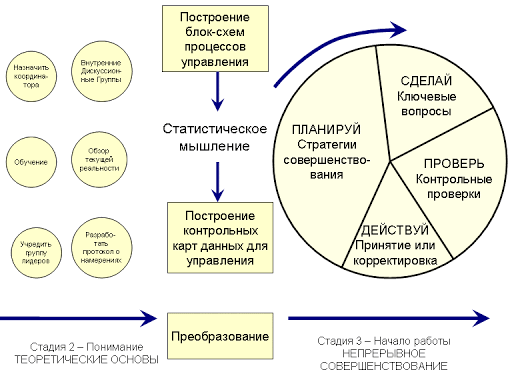 Построение
блок-схем
процессов
управления
Назначить
координа-
тора
Внутренние
Дискуссион-
ные Группы
СДЕЛАЙ
Ключевые
вопросы
Статистическое
мышление
ПЛАНИРУЙ
Стратегии
совершенство-
вания
Обучение
Обзор
текущей
реальности
ПРОВЕРЬ
Контрольные
проверки
Построение
контрольных
карт данных для
управления
Учредить
группу
лидеров
Разрабо-
тать
протокол о
намерениях
ДЕЙСТВУЙ
Принятие или
корректировка
Преобразование
Стадия 2 – Понимание
ТЕОРЕТИЧЕСКИЕ ОСНОВЫ
Стадия 3 – Начало работы
НЕПРЕРЫВНОЕ
СОВЕРШЕНСТВОВАНИЕ